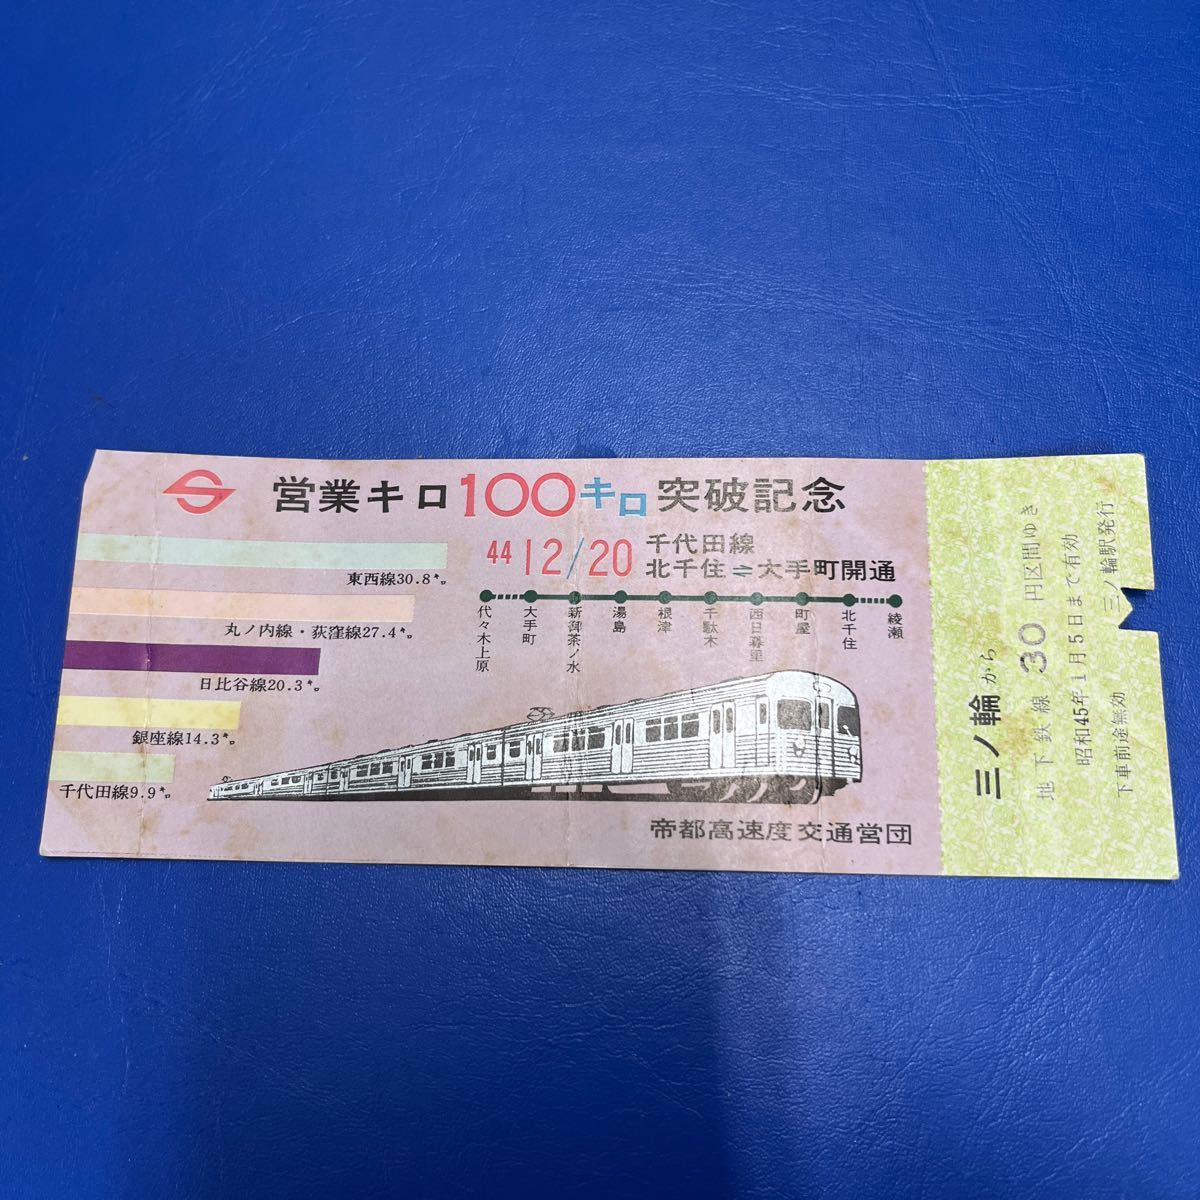 営業キロ100キロ突破記念
44 12/20 千代田線
北千住⇌大手町開通
東西線30.8㌔
丸ノ内線・荻窪線27.4㌔
日比谷線20.3㌔
銀座線14.3㌔
千代田線9.9㌔
代々木上原
大手町
新御茶ノ水
湯島
根津
千駄木
西日暮里
町屋
北千住
綾瀬
帝都高速度交通営団
三ノ輪から
地下鉄線 30 円区間ゆき
昭和45年1月5日まで有効
下車前途無効 三ノ輪駅発行